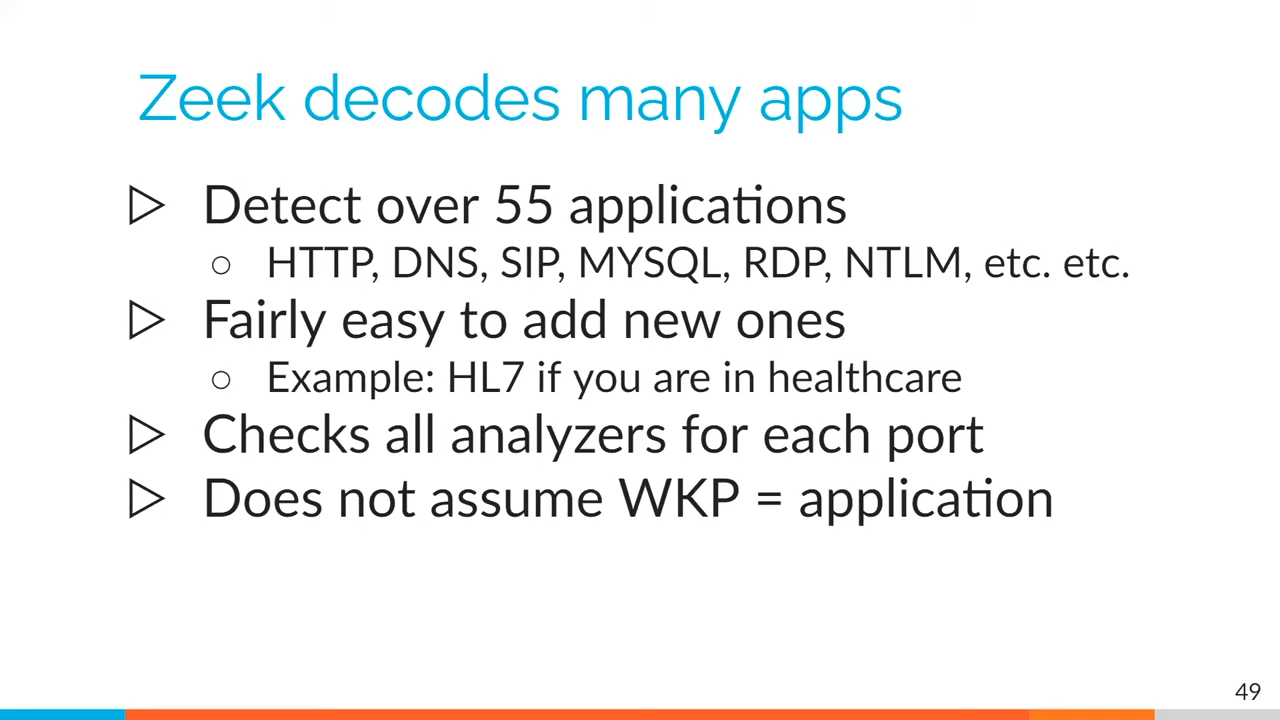 Zeek decodes many apps
▷ Detect over 55 applications
○ HTTP, DNS, SIP, MYSQL, RDP, NTLM, etc. etc.
▷ Fairly easy to add new ones
○ Example: HL7 if you are in healthcare
▷ Checks all analyzers for each port
▷ Does not assume WKP = application
49